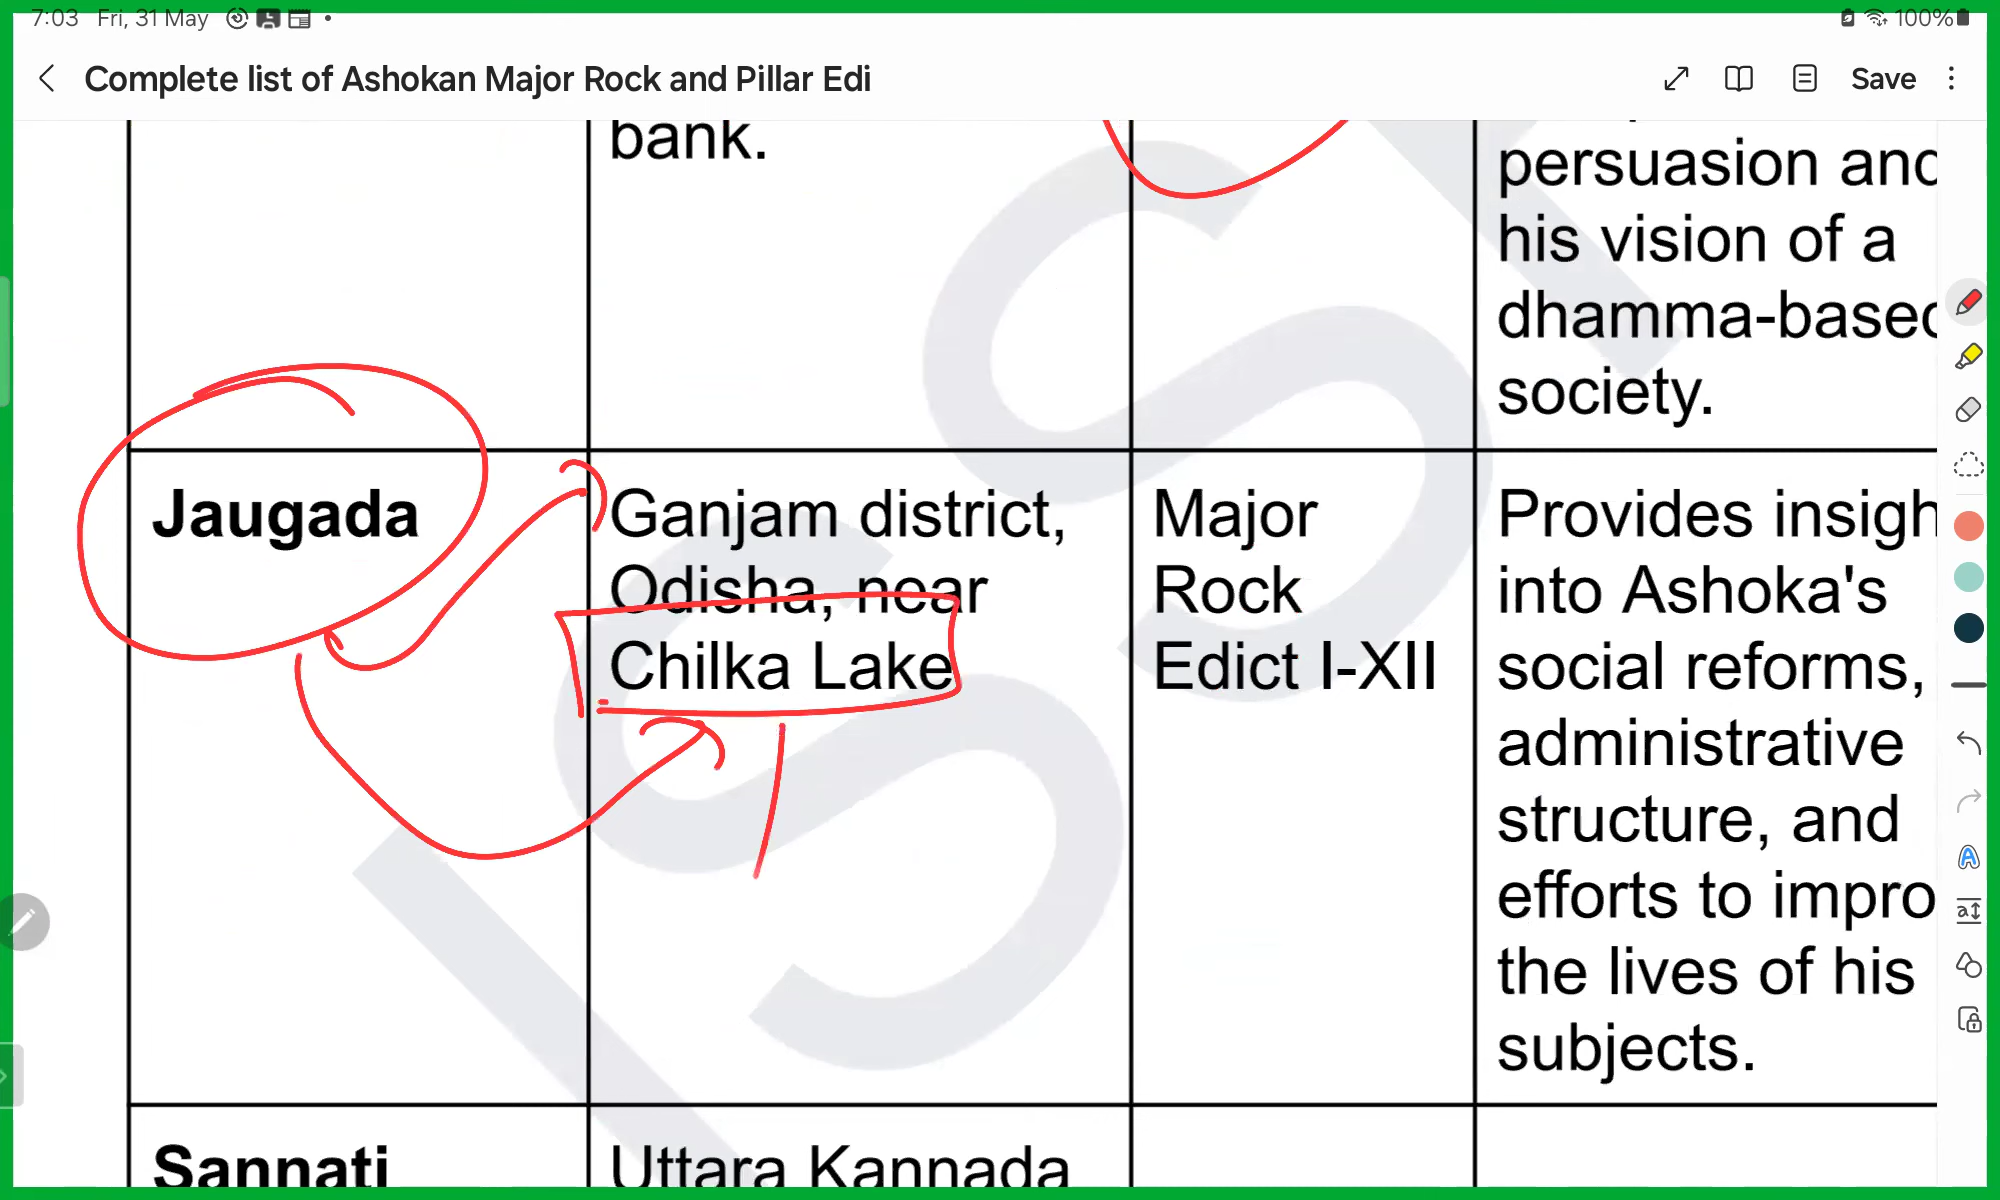 7:03 Fri, 31 May
100%
Complete list of Ashokan Major Rock and Pillar Edi
Save
bank.
persuasion and
his vision of a
dhamma-based
society.
Jaugada
Ganjam district,
Odisha, near
Chilka Lake
Major
Rock
Edict I-XII
Provides insigh
into Ashoka's
social reforms,
administrative
structure, and
efforts to impro
the lives of his
subjects.
Sannati
Uttara Kannada